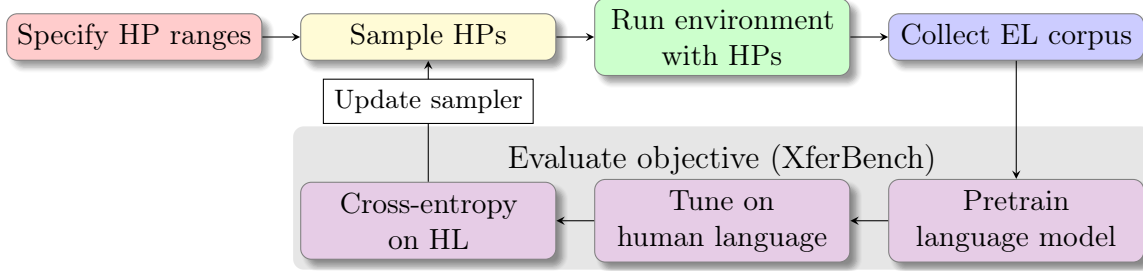 Specify HP ranges
Sample HPs
Run environment
with HPs
Collect EL corpus
Update sampler
Evaluate objective (XferBench)
Cross-entropy
on HL
Tune on
human language
Pretrain
language model